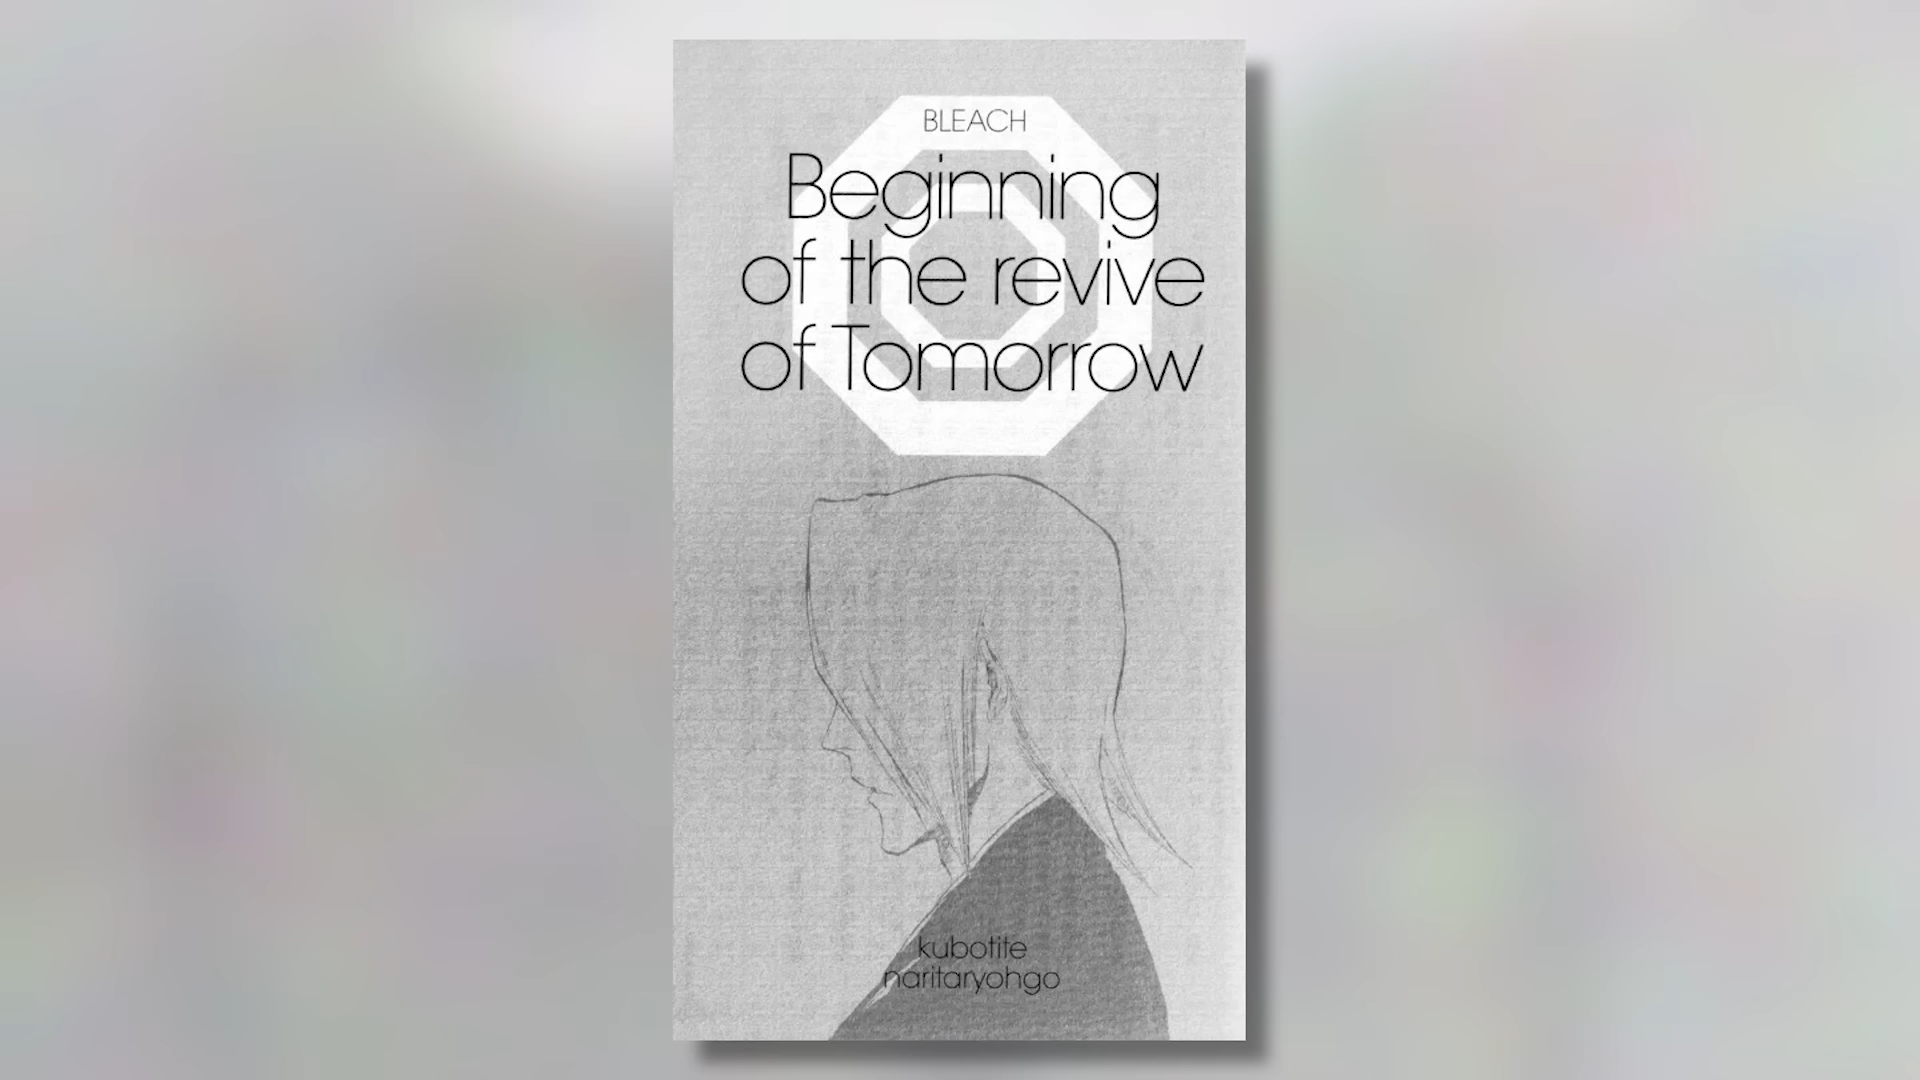 BLEACH
Beginning
of the revive
of Tomorrow
kubotite
naritaryohgo